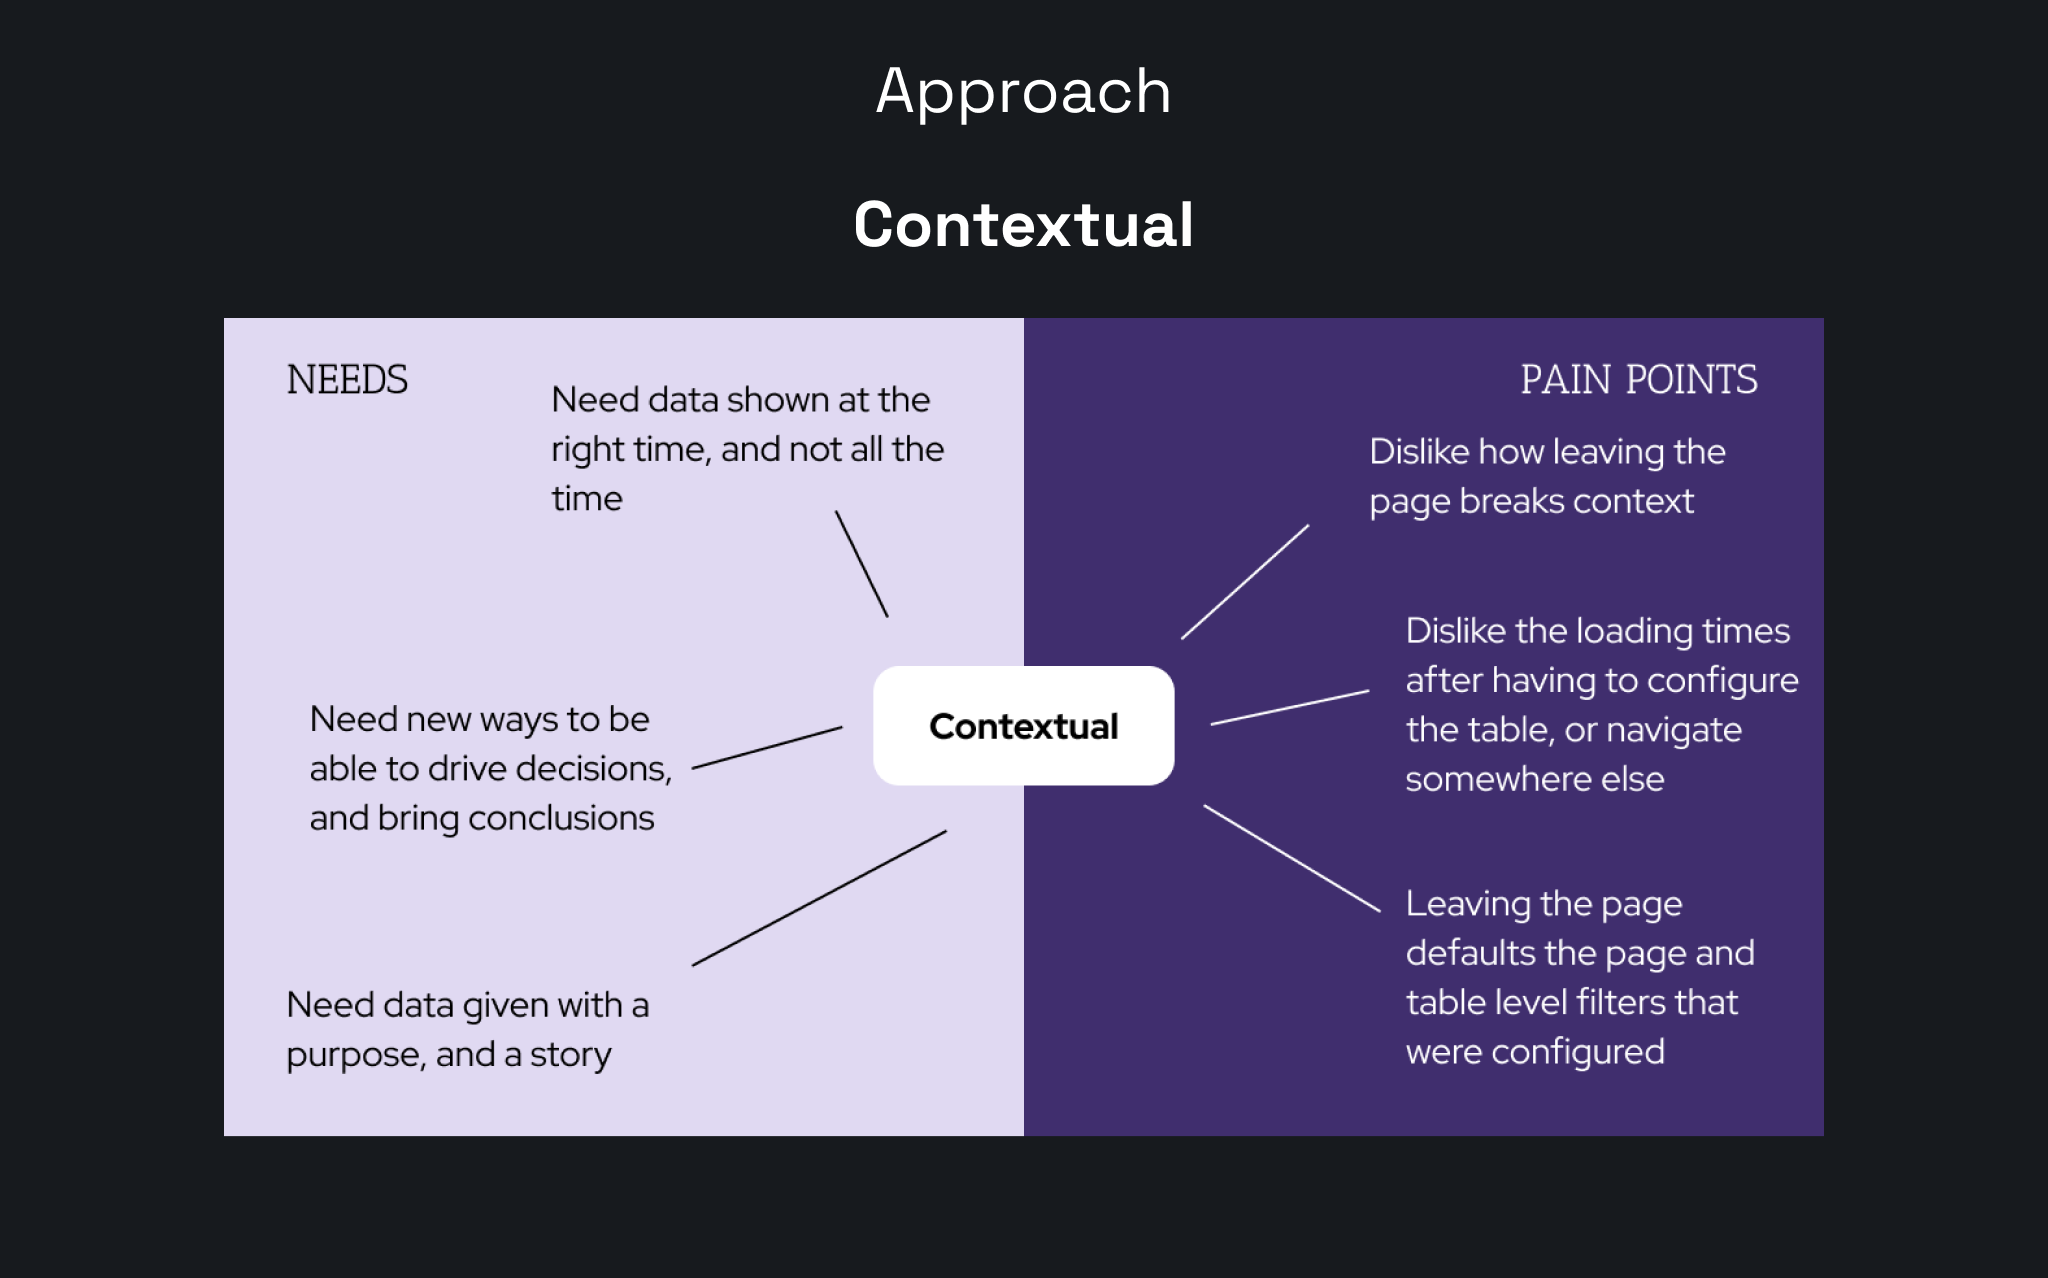 Approach
Contextual
NEEDS
Need data shown at the
right time, and not all the
time
Need new ways to be
able to drive decisions,
and bring conclusions
Need data given with a
purpose, and a story
Contextual
PAIN POINTS
Dislike how leaving the
page breaks context
Dislike the loading times
after having to configure
the table, or navigate
somewhere else
Leaving the page
defaults the page and
table level filters that
were configured